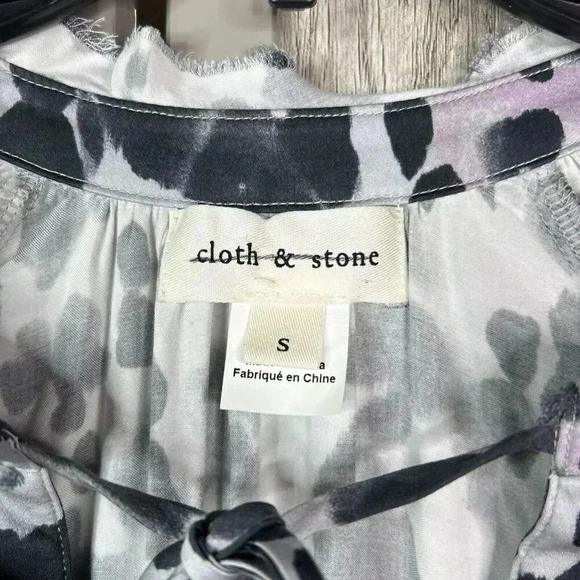 cloth & stone
S
a
Fabriqué en Chine